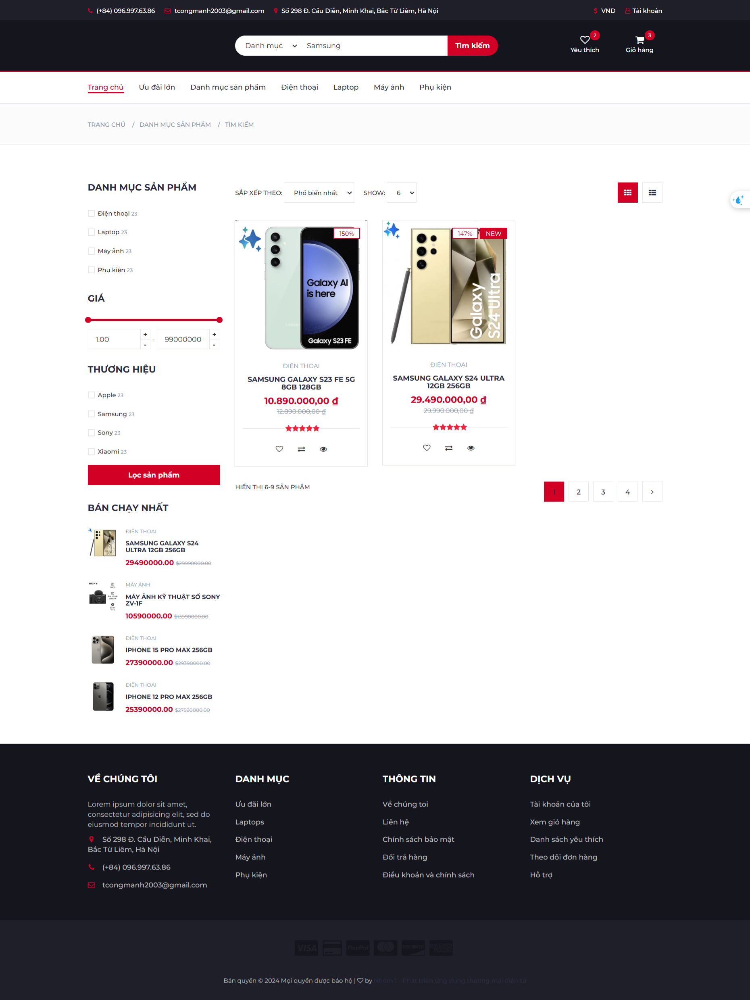 (+84) 096.997.63.86 tcongmanh2003@gmail.com Số 298 Đ. Cầu Diễn, Minh Khai, Bắc Từ Liêm, Hà Nội $ VND Tài khoản
Danh mục Samsung Tìm kiếm
2
Yêu thích
3
Giỏ hàng
Trang chủ Ưu đãi lớn Danh mục sản phẩm Điện thoại Laptop Máy ảnh Phụ kiện
TRANG CHỦ / DANH MỤC SẢN PHẨM / TÌM KIẾM
DANH MỤC SẢN PHẨM
Điện thoại 23
Laptop 23
Máy ảnh 23
Phụ kiện 23
GIÁ
1.00 + - - 99000000 + -
THƯƠNG HIỆU
Apple 23
Samsung 23
Sony 23
Xiaomi 23
Lọc sản phẩm
BÁN CHẠY NHẤT
ĐIỆN THOẠI
SAMSUNG GALAXY S24
ULTRA 12GB 256GB
29490000.00 $29990000.00
SONY
MÁY ẢNH
MÁY ẢNH KỸ THUẬT SỐ SONY
ZV-1F
10590000.00 $13990000.00
ĐIỆN THOẠI
IPHONE 15 PRO MAX 256GB
27390000.00 $29390000.00
ĐIỆN THOẠI
IPHONE 12 PRO MAX 256GB
25390000.00 $27590000.00
SẮP XẾP THEO: Phổ biến nhất SHOW: 6
150%
Galaxy AI
is here
SAMSUNG
Galaxy S23 FE
ĐIỆN THOẠI
SAMSUNG GALAXY S23 FE 5G
8GB 128GB
10.890.000,00 ₫
12.890.000,00 ₫
147% NEW
Galaxy
S24 Ultra
ĐIỆN THOẠI
SAMSUNG GALAXY S24 ULTRA
12GB 256GB
29.490.000,00 ₫
29.990.000,00 ₫
HIỂN THỊ 6-9 SẢN PHẨM
1 2 3 4
VỀ CHÚNG TÔI
Lorem ipsum dolor sit amet,
consectetur adipisicing elit, sed do
eiusmod tempor incididunt ut.
Số 298 Đ. Cầu Diễn, Minh Khai,
Bắc Từ Liêm, Hà Nội
(+84) 096.997.63.86
tcongmanh2003@gmail.com
DANH MỤC
Ưu đãi lớn
Laptops
Điện thoại
Máy ảnh
Phụ kiện
THÔNG TIN
Về chúng toi
Liên hệ
Chính sách bảo mật
Đổi trả hàng
Điều khoản và chính sách
DỊCH VỤ
Tài khoản của tôi
Xem giỏ hàng
Danh sách yêu thích
Theo dõi đơn hàng
Hỗ trợ
VISA PayPal DISCOVER
Bản quyền © 2024 Mọi quyền được bảo hộ | by Nhóm 1 - Phát triển ứng dụng thương mại điện tử